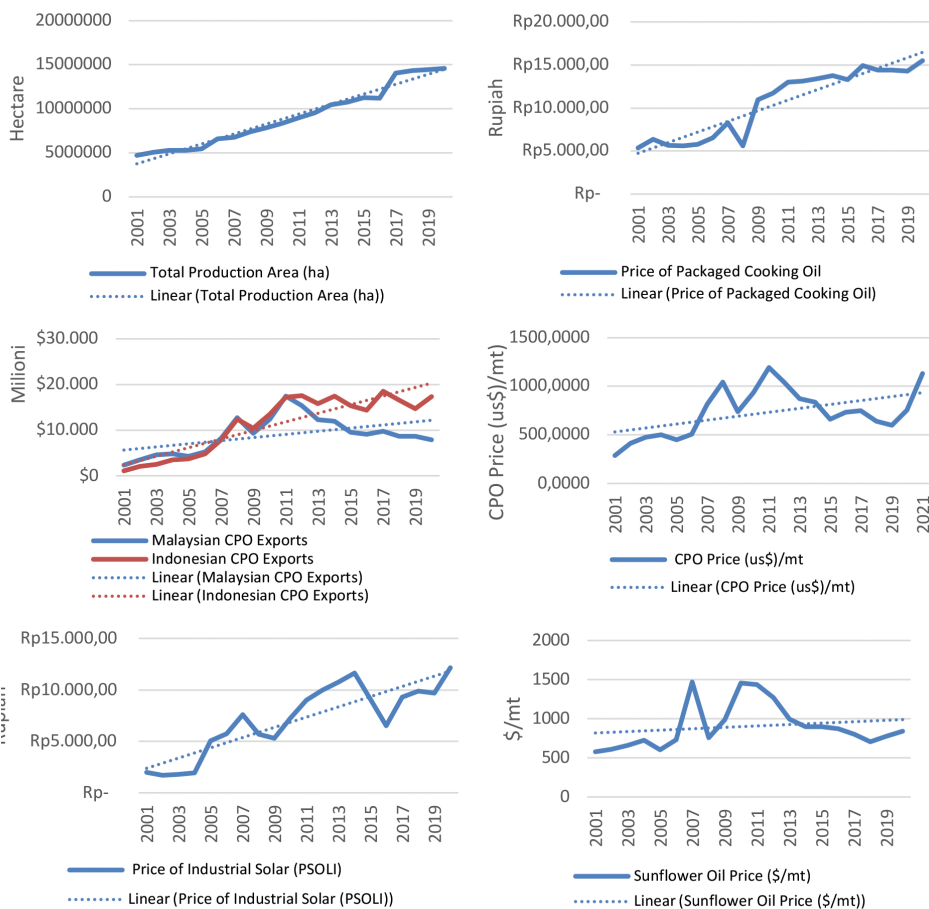 20000000
15000000
10000000
5000000
0
Hectare
2001
2003
2005
2007
2009
2011
2013
2015
2017
2019
Total Production Area (ha)
Linear (Total Production Area (ha))
Rp20.000,00
Rp15.000,00
Rp10.000,00
Rp5.000,00
Rp-
Rupiah
2001
2003
2005
2007
2009
2011
2013
2015
2017
2019
Price of Packaged Cooking Oil
Linear (Price of Packaged Cooking Oil)
$30.000
$20.000
$10.000
$0
Milioni
2001
2003
2005
2007
2009
2011
2013
2015
2017
2019
Malaysian CPO Exports
Indonesian CPO Exports
Linear (Malaysian CPO Exports)
Linear (Indonesian CPO Exports)
1500,0000
1000,0000
500,0000
0,0000
CPO Price (us$)/mt)
2001
2003
2005
2007
2009
2011
2013
2015
2017
2019
2021
CPO Price (us$)/mt
Linear (CPO Price (us$)/mt)
Rp15.000,00
Rp10.000,00
Rp5.000,00
Rp-
2001
2003
2005
2007
2009
2011
2013
2015
2017
2019
Price of Industrial Solar (PSOLI)
Linear (Price of Industrial Solar (PSOLI))
2000
1500
1000
500
0
$/mt
2001
2003
2005
2007
2009
2011
2013
2015
2017
2019
Sunflower Oil Price ($/mt)
Linear (Sunflower Oil Price ($/mt))